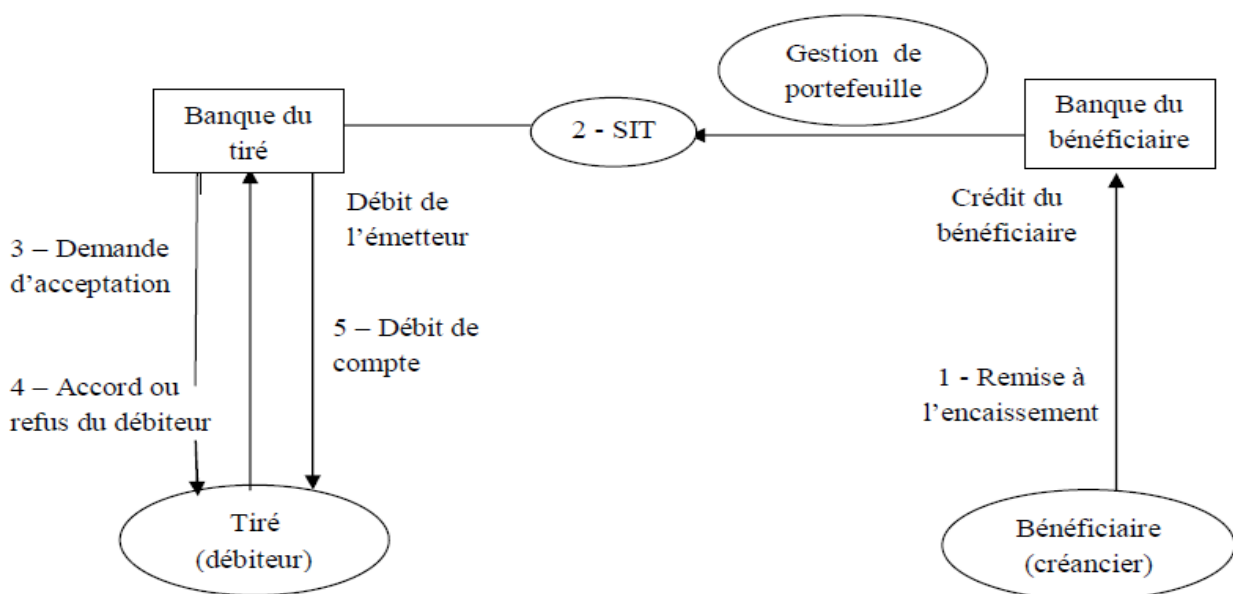 Gestion de
portefeuille
Banque du
tiré
2 - SIT
Banque du
bénéficiaire
Débit de
l’émetteur
Crédit du
bénéficiaire
3 – Demande
d’acceptation
5 – Débit de
compte
4 – Accord ou
refus du débiteur
1 - Remise à
l’encaissement
Tiré
(débiteur)
Bénéficiaire
(créancier)